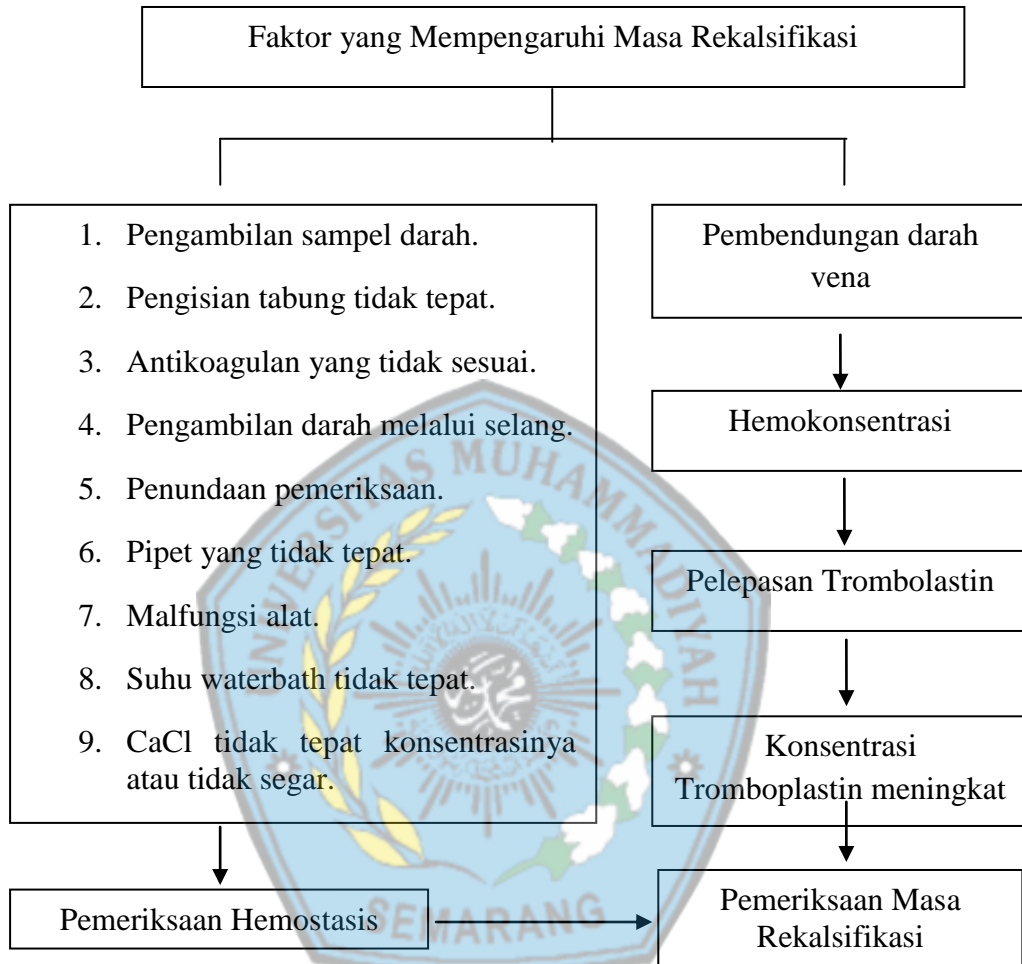 Faktor yang Mempengaruhi Masa Rekalsifikasi
1. Pengambilan sampel darah.
2. Pengisian tabung tidak tepat.
3. Antikoagulan yang tidak sesuai.
4. Pengambilan darah melalui selang.
5. Penundaan pemeriksaan.
6. Pipet yang tidak tepat.
7. Malfungsi alat.
8. Suhu waterbath tidak tepat.
9. CaCl tidak tepat konsentrasinya
atau tidak segar.
Pemeriksaan Hemostasis
Pembendungan darah
vena
Hemokonsentrasi
Pelepasan Trombolastin
Konsentrasi
Tromboplastin meningkat
Pemeriksaan Masa
Rekalsifikasi
UNIVERSITAS MUHAMMADIYAH
SEMARANG